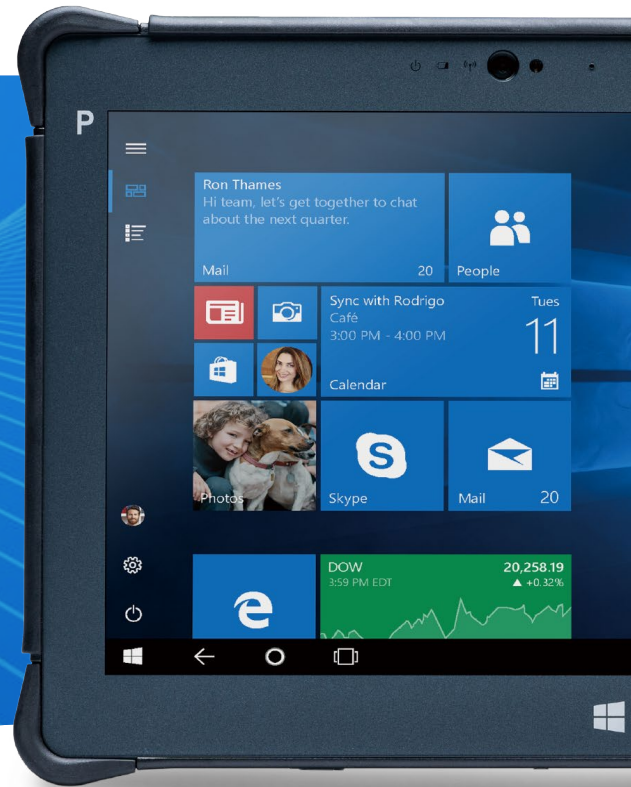 P
Ron Thames
Hi team, let's get together to chat
about the next quarter.
Mail 20
People
Sync with Rodrigo Tues
Café
3:00 PM - 4:00 PM 11
Calendar
Photos
Skype
Mail 20
DOW 20,258.19
3:59 PM EDT ▲ +0.32%